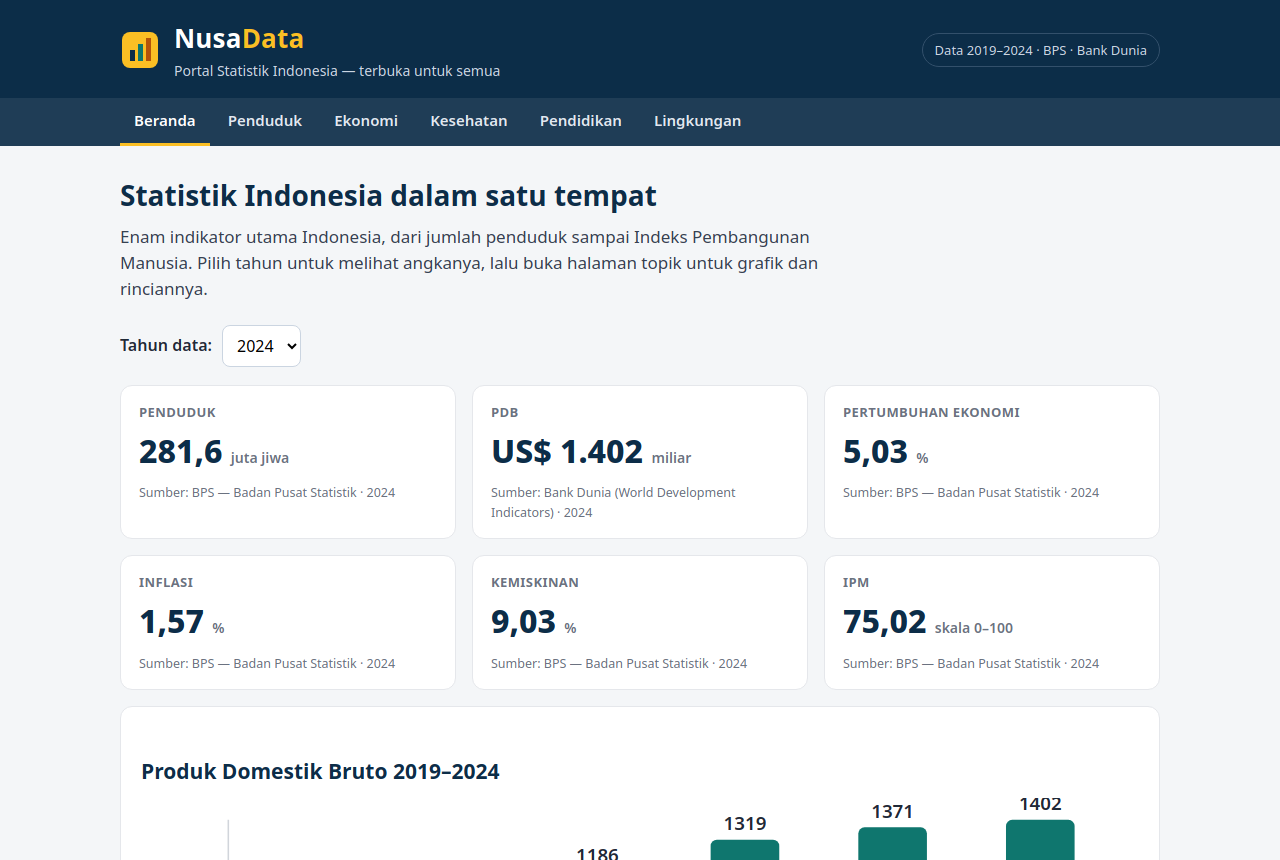 NusaData
Portal Statistik Indonesia — terbuka untuk semua
Data 2019–2024 · BPS · Bank Dunia
Beranda Penduduk Ekonomi Kesehatan Pendidikan Lingkungan
Statistik Indonesia dalam satu tempat
Enam indikator utama Indonesia, dari jumlah penduduk sampai Indeks Pembangunan
Manusia. Pilih tahun untuk melihat angkanya, lalu buka halaman topik untuk grafik dan
rinciannya.
Tahun data: 2024
PENDUDUK
281,6 juta jiwa
Sumber: BPS — Badan Pusat Statistik · 2024
PDB
US$ 1.402 miliar
Sumber: Bank Dunia (World Development
Indicators) · 2024
PERTUMBUHAN EKONOMI
5,03 %
Sumber: BPS — Badan Pusat Statistik · 2024
INFLASI
1,57 %
Sumber: BPS — Badan Pusat Statistik · 2024
KEMISKINAN
9,03 %
Sumber: BPS — Badan Pusat Statistik · 2024
IPM
75,02 skala 0–100
Sumber: BPS — Badan Pusat Statistik · 2024
Produk Domestik Bruto 2019–2024
1186
1319
1371
1402